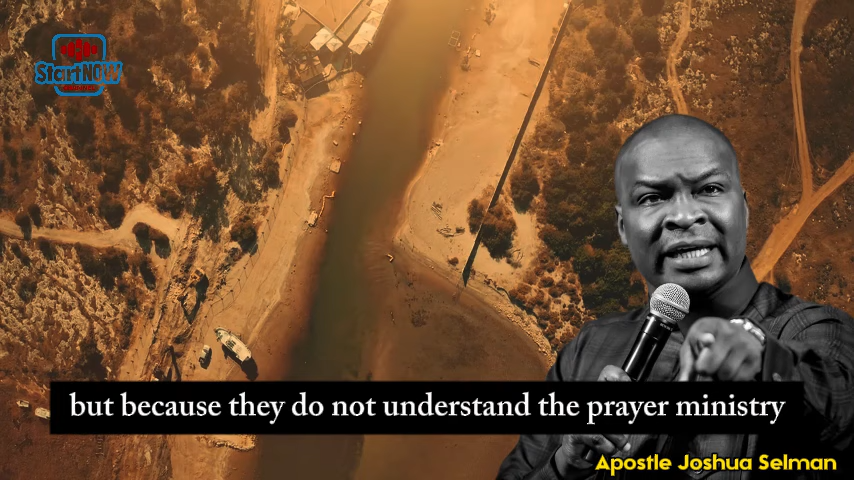 StartNOW
but because they do not understand the prayer ministry
Apostle Joshua Selman